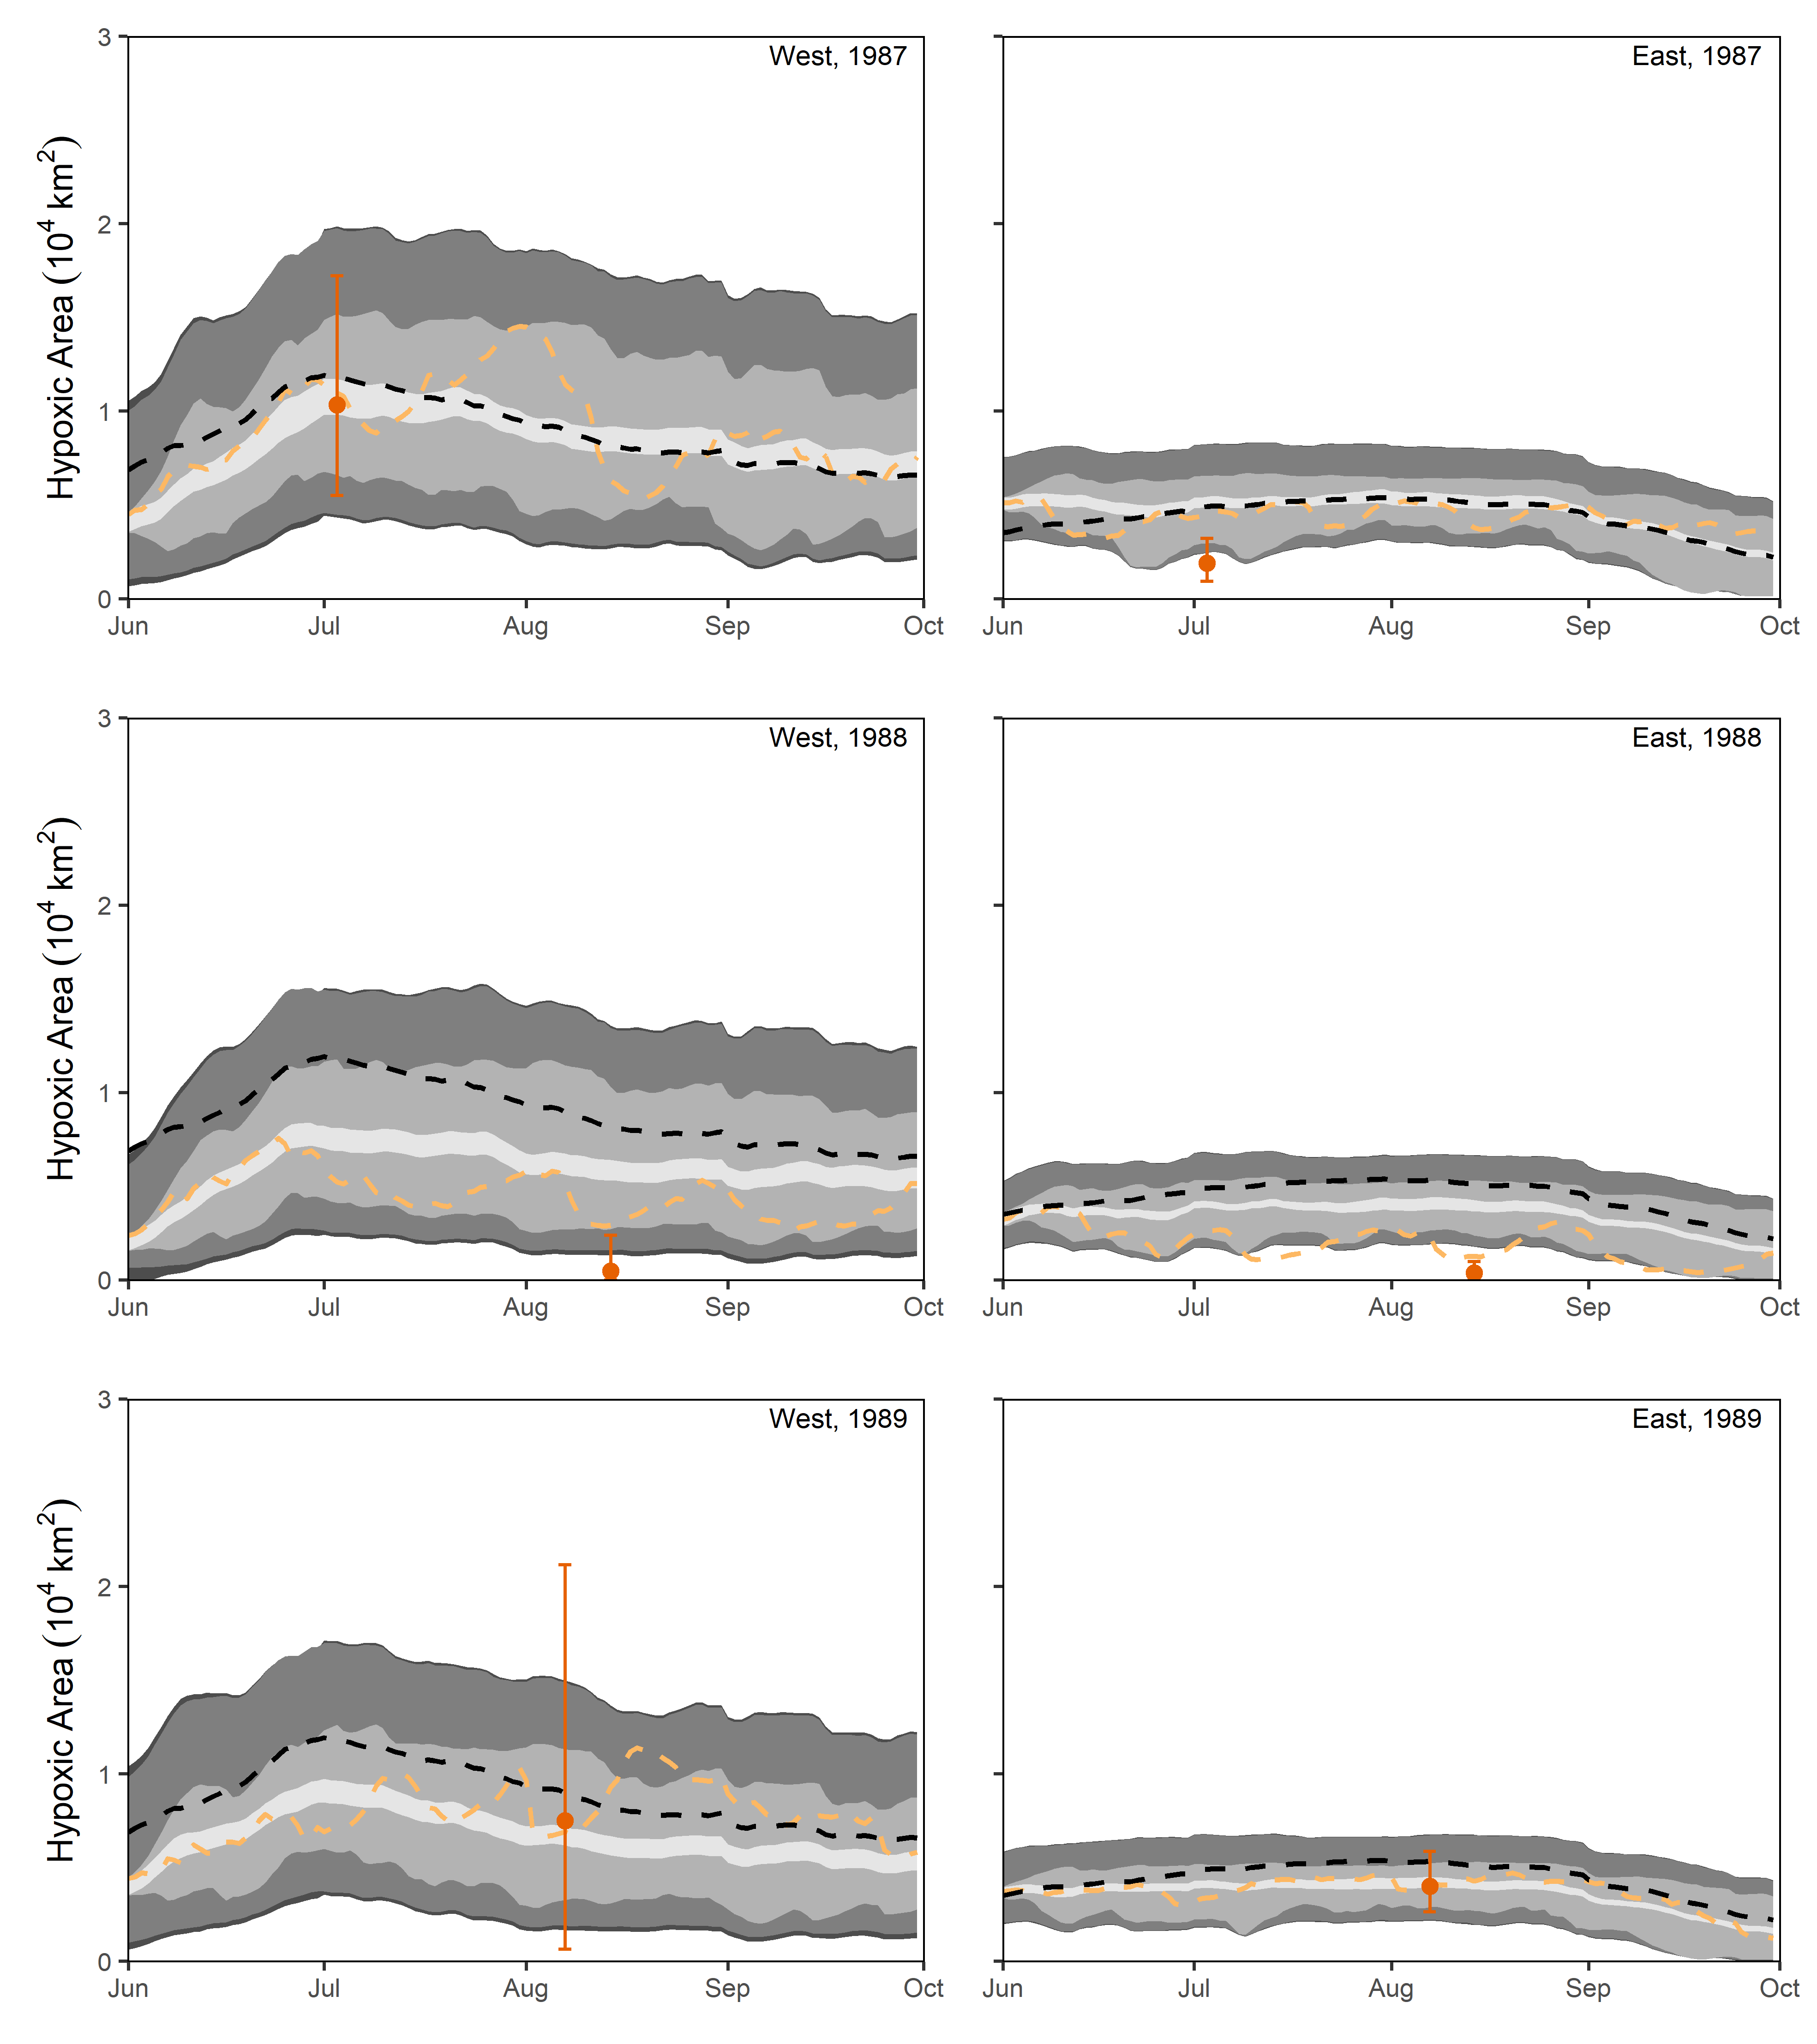 West, 1987
East, 1987
Hypoxic Area (10⁴ km²)
3
2
1
0
Jun Jul Aug Sep Oct
Jun Jul Aug Sep Oct
West, 1988
East, 1988
Hypoxic Area (10⁴ km²)
3
2
1
0
Jun Jul Aug Sep Oct
Jun Jul Aug Sep Oct
West, 1989
East, 1989
Hypoxic Area (10⁴ km²)
3
2
1
0
Jun Jul Aug Sep Oct
Jun Jul Aug Sep Oct